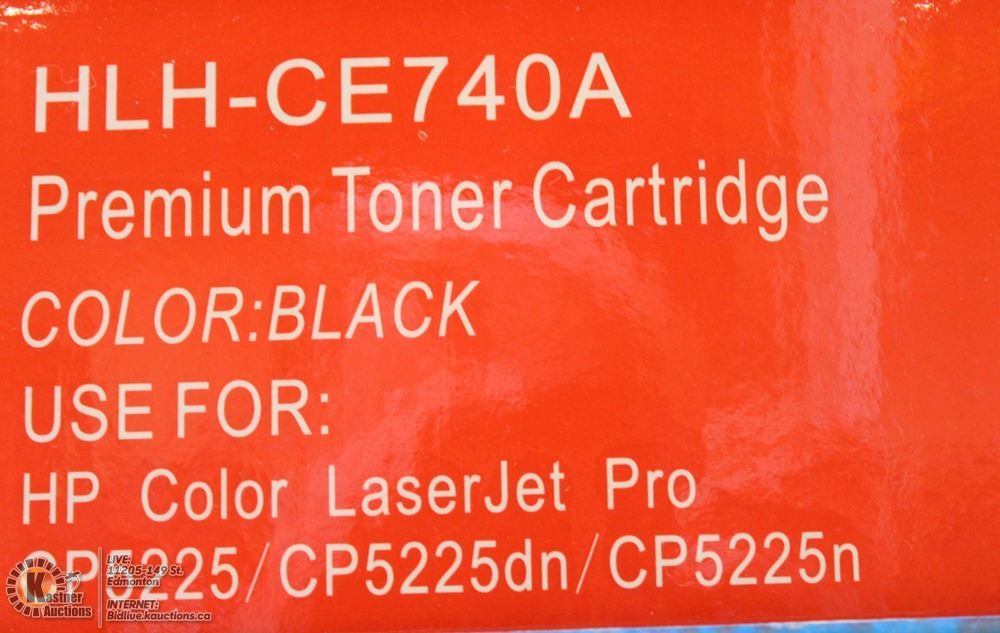 HLH-CE740A
Premium Toner Cartridge
COLOR:BLACK
USE FOR:
HP Color LaserJet Pro
CP5225/CP5225dn/CP5225n
Kastner
Auctions
LIVE:
11205-149 St.
Edmonton
INTERNET:
Bidlive.kauctions.ca